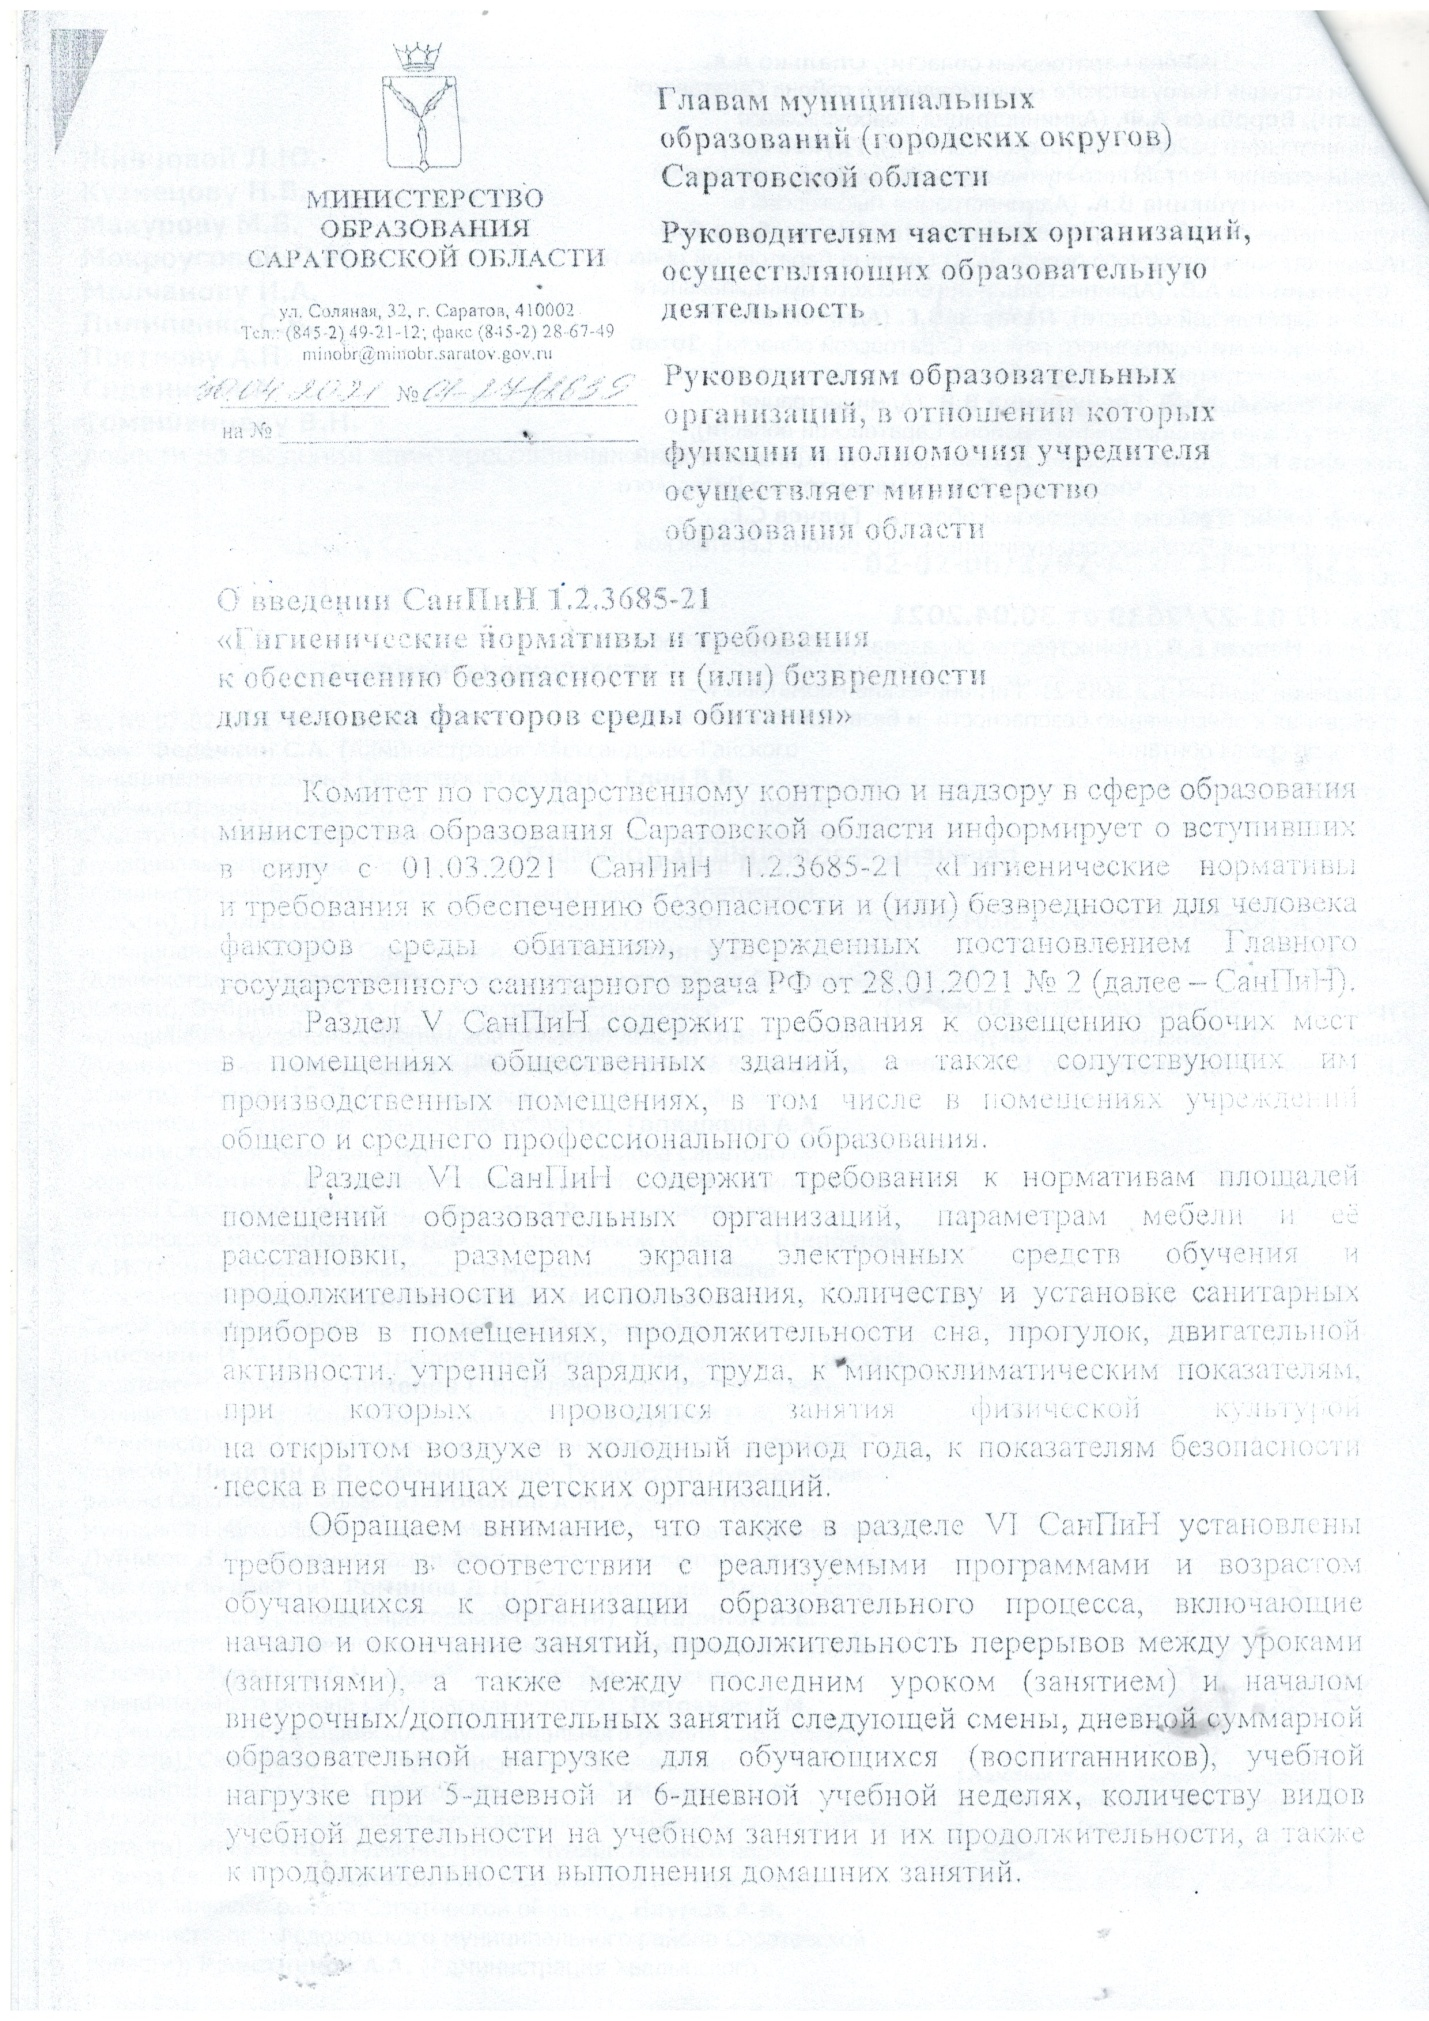 МИНИСТЕРСТВО
ОБРАЗОВАНИЯ
САРАТОВСКОЙ ОБЛАСТИ
ул. Соляная, 32, г. Саратов, 410002
Тел.: (845-2) 49-21-12; факс (845-2) 28-67-49
minobr@minobr.saratov.gov.ru
30.04.2021 № 01-27/2639
на №
Главам муниципальных
образований (городских округов)
Саратовской области
Руководителям частных организаций,
осуществляющих образовательную
деятельность
Руководителям образовательных
организаций, в отношении которых
функции и полномочия учредителя
осуществляет министерство
образования области
О введении СанПиН 1.2.3685-21
«Гигиенические нормативы и требования
к обеспечению безопасности и (или) безвредности
для человека факторов среды обитания»
Комитет по государственному контролю и надзору в сфере образования
министерства образования Саратовской области информирует о вступивших
в силу с 01.03.2021 СанПиН 1.2.3685-21 «Гигиенические нормативы
и требования к обеспечению безопасности и (или) безвредности для человека
факторов среды обитания», утвержденных постановлением Главного
государственного санитарного врача РФ от 28.01.2021 № 2 (далее – СанПиН).
Раздел V СанПиН содержит требования к освещению рабочих мест
в помещениях общественных зданий, а также сопутствующих им
производственных помещениях, в том числе в помещениях учреждений
общего и среднего профессионального образования.
Раздел VI СанПиН содержит требования к нормативам площадей
помещений образовательных организаций, параметрам мебели и её
расстановки, размерам экрана электронных средств обучения и
продолжительности их использования, количеству и установке санитарных
приборов в помещениях, продолжительности сна, прогулок, двигательной
активности, утренней зарядки, труда, к микроклиматическим показателям,
при которых проводятся занятия физической культурой
на открытом воздухе в холодный период года, к показателям безопасности
песка в песочницах детских организаций.
Обращаем внимание, что также в разделе VI СанПиН установлены
требования в соответствии с реализуемыми программами и возрастом
обучающихся к организации образовательного процесса, включающие
начало и окончание занятий, продолжительность перерывов между уроками
(занятиями), а также между последним уроком (занятием) и началом
внеурочных/дополнительных занятий следующей смены, дневной суммарной
образовательной нагрузке для обучающихся (воспитанников), учебной
нагрузке при 5-дневной и 6-дневной учебной неделях, количеству видов
учебной деятельности на учебном занятии и их продолжительности, а также
к продолжительности выполнения домашних занятий.